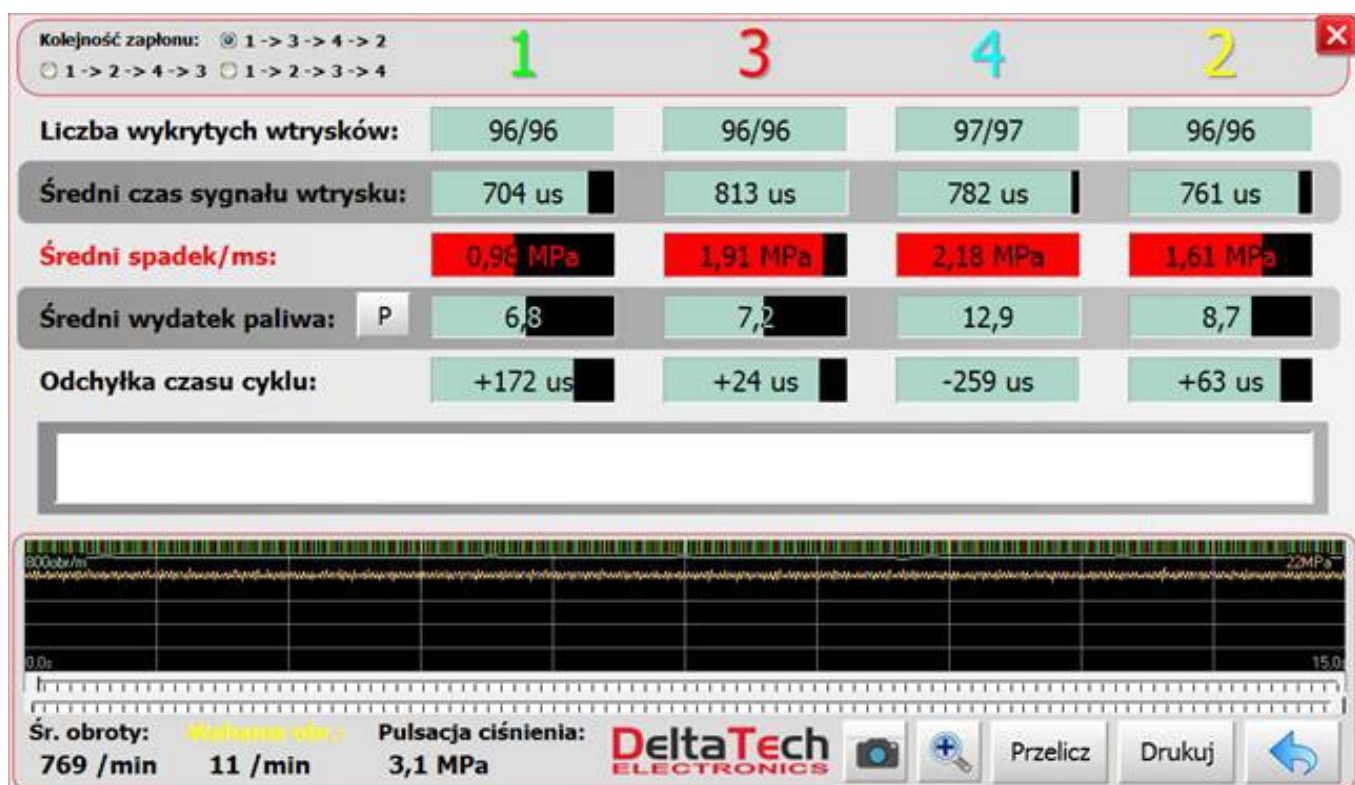 Kolejność zapłonu: 1 -> 3 -> 4 -> 2
1 -> 2 -> 4 -> 3 1 -> 2 -> 3 -> 4
1 3 4 2
Liczba wykrytych wtrysków: 96/96 96/96 97/97 96/96
Średni czas sygnału wtrysku: 704 us 813 us 782 us 761 us
Średni spadek/ms: 0,98 MPa 1,91 MPa 2,18 MPa 1,61 MPa
Średni wydatek paliwa: P 6,8 7,2 12,9 8,7
Odchyłka czasu cyklu: +172 us +24 us -259 us +63 us
800obr/m 22MPa
0,0s 15,0s
Śr. obroty: Wahania obr.: Pulsacja ciśnienia:
769 /min 11 /min 3,1 MPa
DeltaTech
ELECTRONICS
Przelicz Drukuj